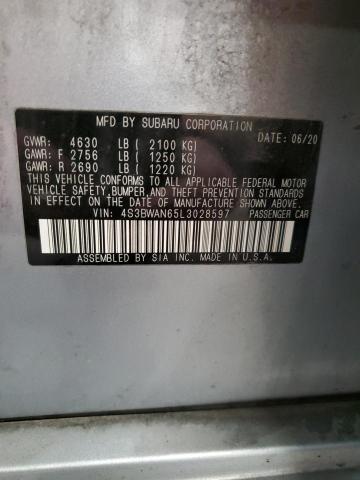 MFD BY SUBARU CORPORATION
DATE: 06/20
GVWR: 4630 LB ( 2100 KG)
GAWR: F 2756 LB ( 1250 KG)
GAWR: R 2690 LB ( 1220 KG)
THIS VEHICLE CONFORMS TO ALL APPLICABLE FEDERAL MOTOR
VEHICLE SAFETY, BUMPER, AND THEFT PREVENTION STANDARDS
IN EFFECT ON THE DATE OF MANUFACTURE SHOWN ABOVE.
VIN: 4S3BWAN65L3028597 PASSENGER CAR
ASSEMBLED BY SIA INC. IN U.S.A.